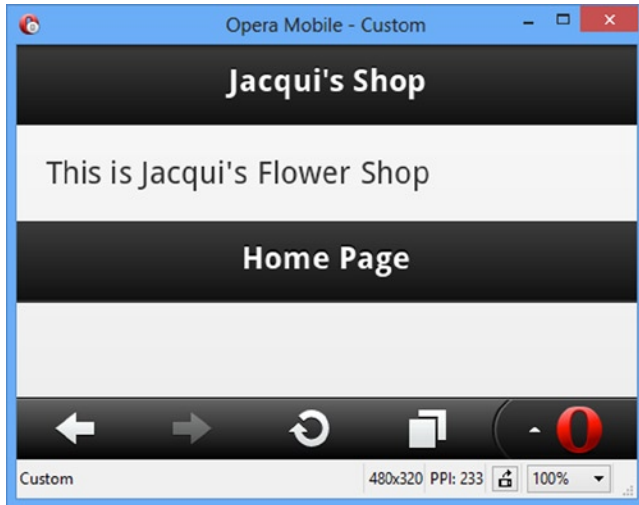 Opera Mobile - Custom
Jacqui's Shop
This is Jacqui's Flower Shop
Home Page
Custom 480x320 PPI: 233 100%